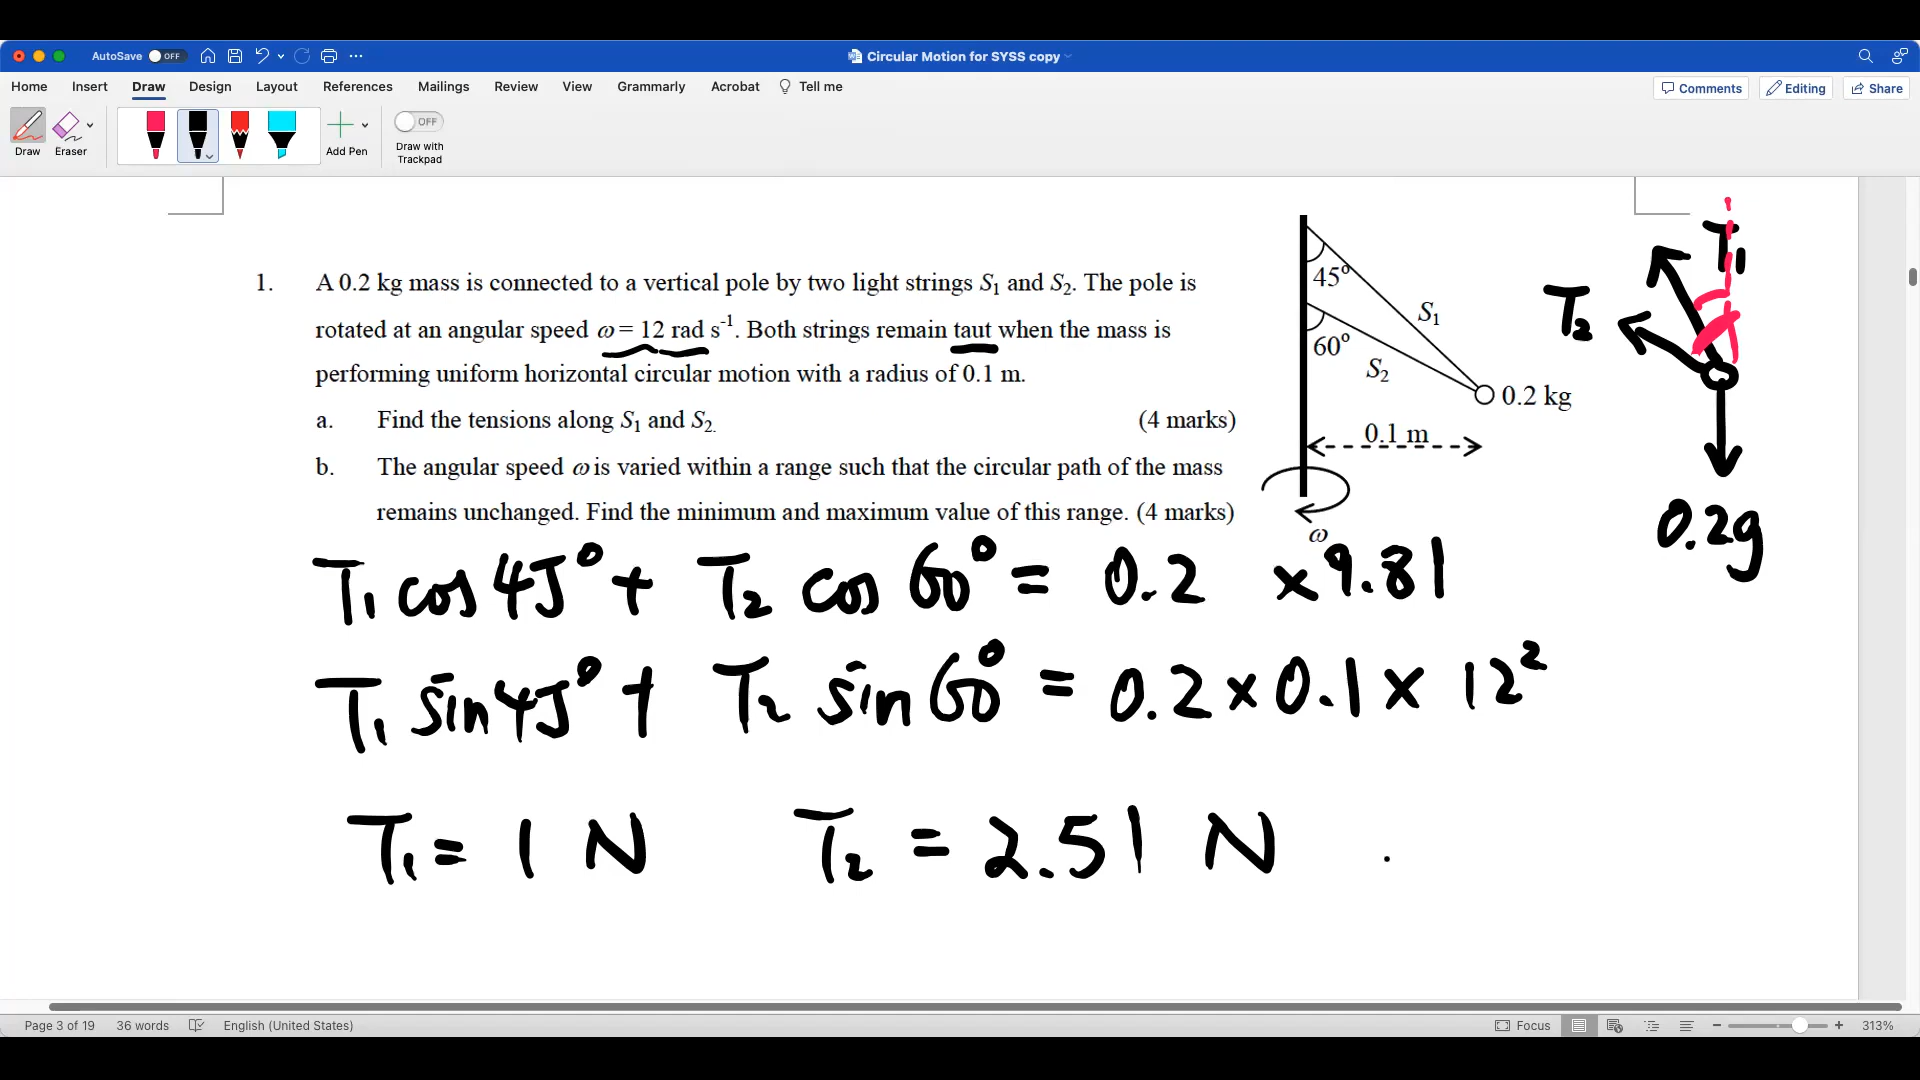 AutoSave OFF
Circular Motion for SYSS copy
Home Insert Draw Design Layout References Mailings Review View Grammarly Acrobat Tell me
Comments Editing Share
Draw Eraser Add Pen OFF Draw with Trackpad
1. A 0.2 kg mass is connected to a vertical pole by two light strings S₁ and S₂. The pole is
rotated at an angular speed ω = 12 rad s⁻¹. Both strings remain taut when the mass is
performing uniform horizontal circular motion with a radius of 0.1 m.
a. Find the tensions along S₁ and S₂. (4 marks)
b. The angular speed ω is varied within a range such that the circular path of the mass
remains unchanged. Find the minimum and maximum value of this range. (4 marks)
45°
S₁
60°
S₂
0.2 kg
0.1 m
ω
T₁
T₂
0.2g
T₁ cos 45° + T₂ cos 60° = 0.2 × 9.81
T₁ sin 45° + T₂ sin 60° = 0.2 × 0.1 × 12²
T₁ = 1 N T₂ = 2.51 N
Page 3 of 19 36 words English (United States) Focus 313%